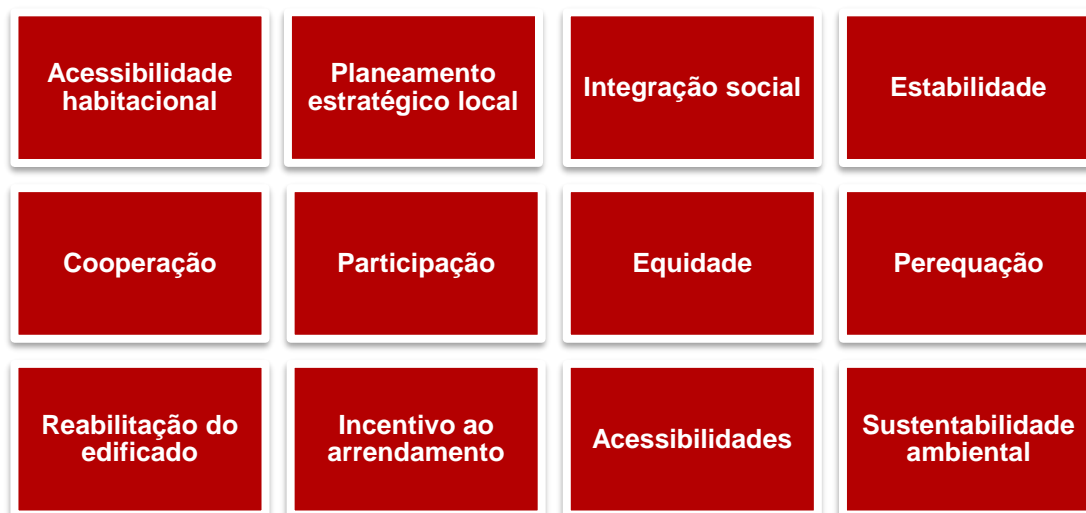 Acessibilidade
habitacional
Planeamento
estratégico local
Integração social
Estabilidade
Cooperação
Participação
Equidade
Perequação
Reabilitação do
edificado
Incentivo ao
arrendamento
Acessibilidades
Sustentabilidade
ambiental